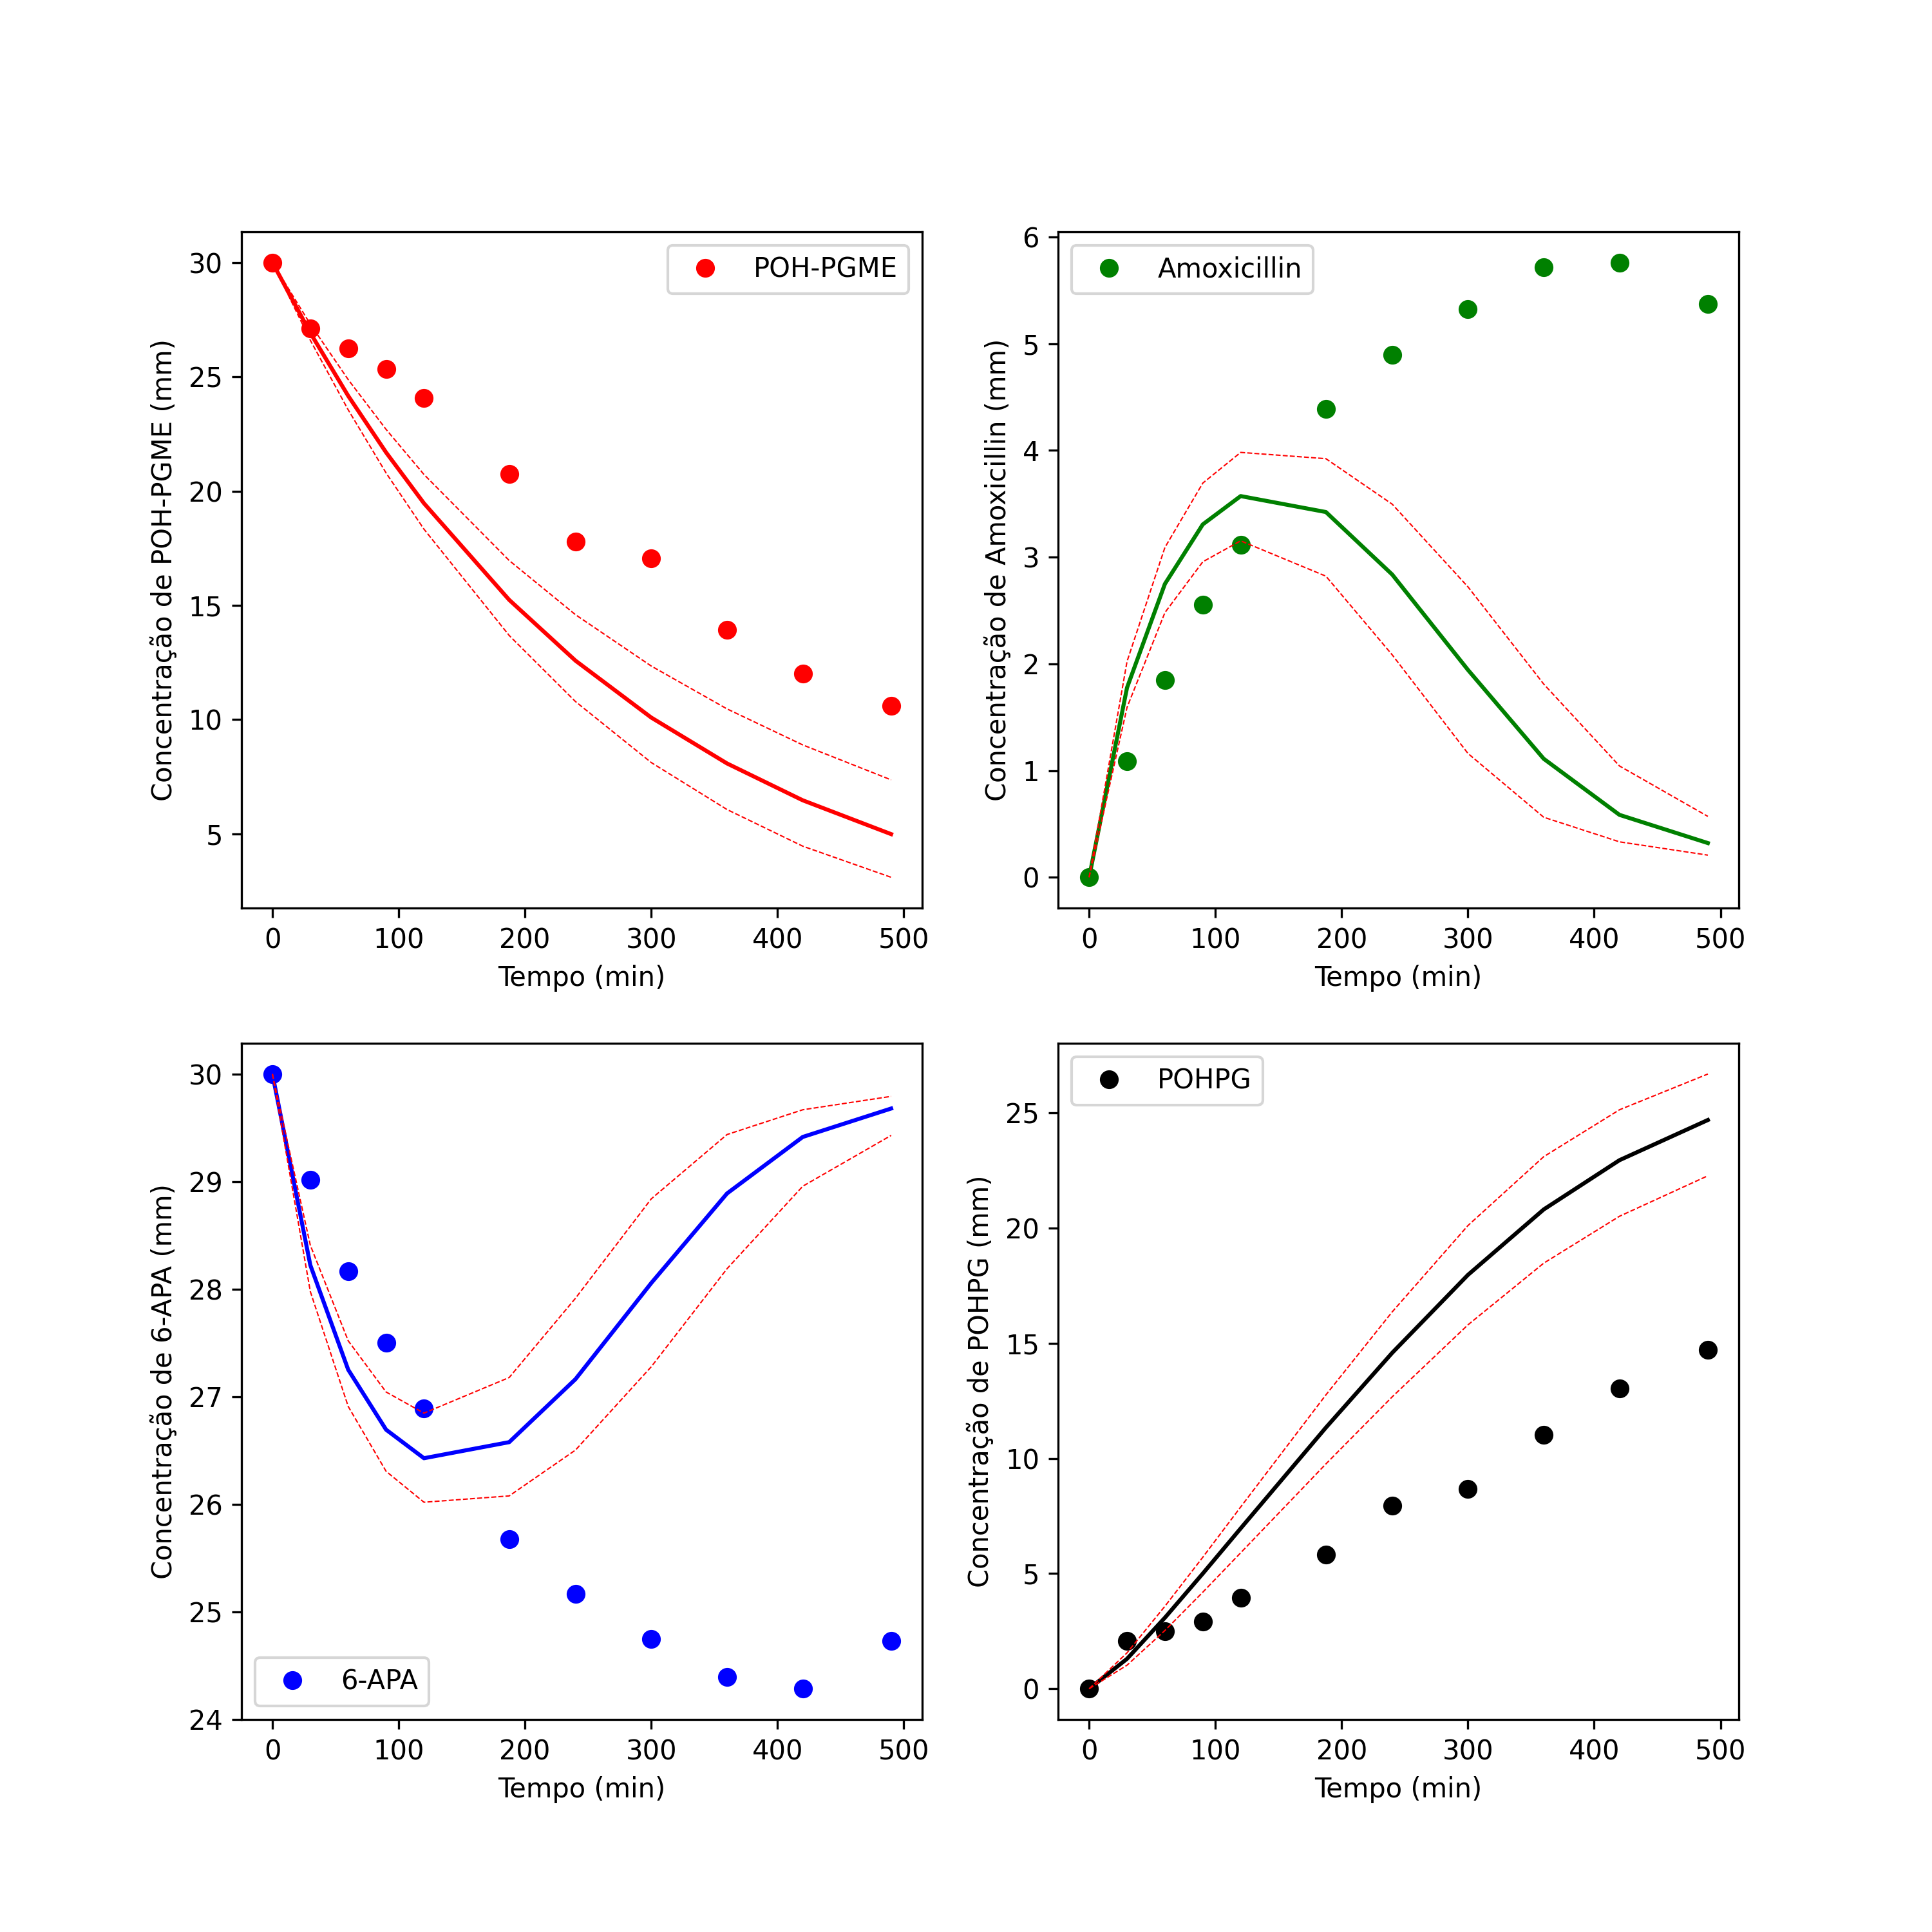 POH-PGME
Concentração de POH-PGME (mm)
30
25
20
15
10
5
0 100 200 300 400 500
Tempo (min)
Amoxicillin
Concentração de Amoxicillin (mm)
6
5
4
3
2
1
0
0 100 200 300 400 500
Tempo (min)
Concentração de 6-APA (mm)
30
29
28
27
26
25
24
6-APA
0 100 200 300 400 500
Tempo (min)
POHPG
Concentração de POHPG (mm)
25
20
15
10
5
0
0 100 200 300 400 500
Tempo (min)